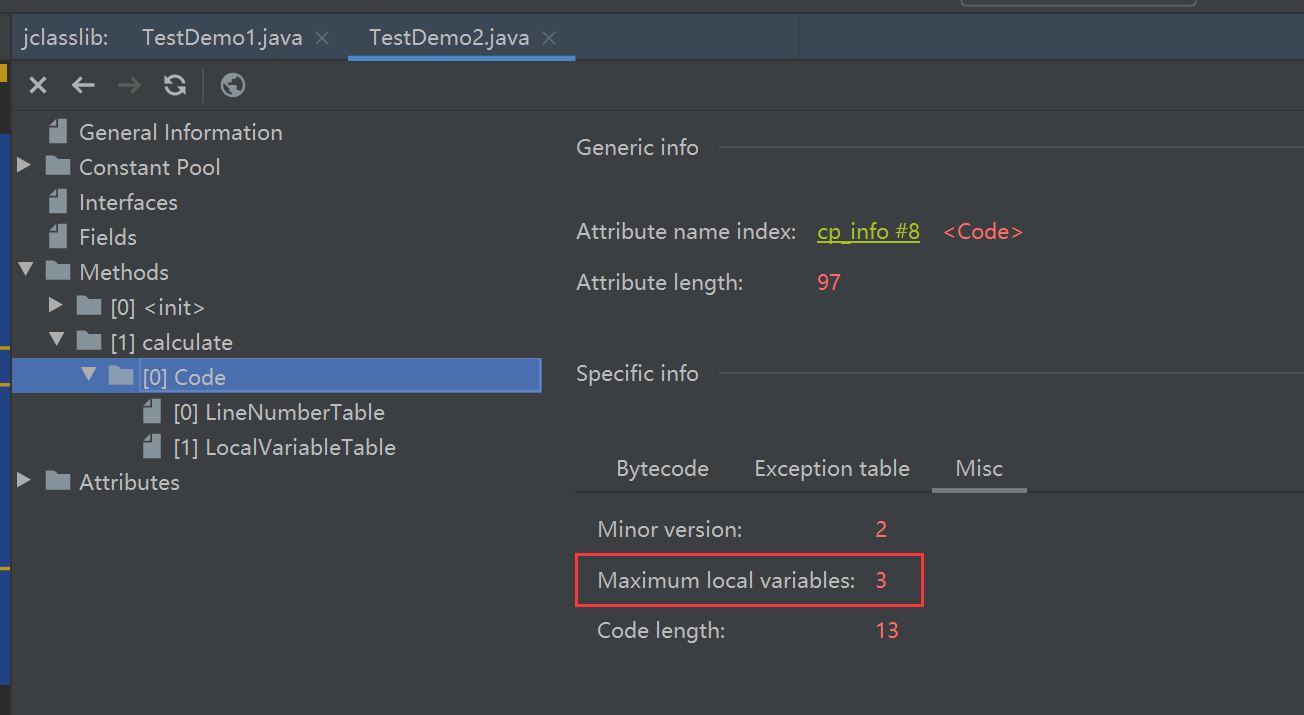 jclasslib: TestDemo1.java TestDemo2.java
General Information
Constant Pool
Interfaces
Fields
Methods
[0] <init>
[1] calculate
[0] Code
[0] LineNumberTable
[1] LocalVariableTable
Attributes
Generic info
Attribute name index: cp_info #8 <Code>
Attribute length: 97
Specific info
Bytecode Exception table Misc
Minor version: 2
Maximum local variables: 3
Code length: 13